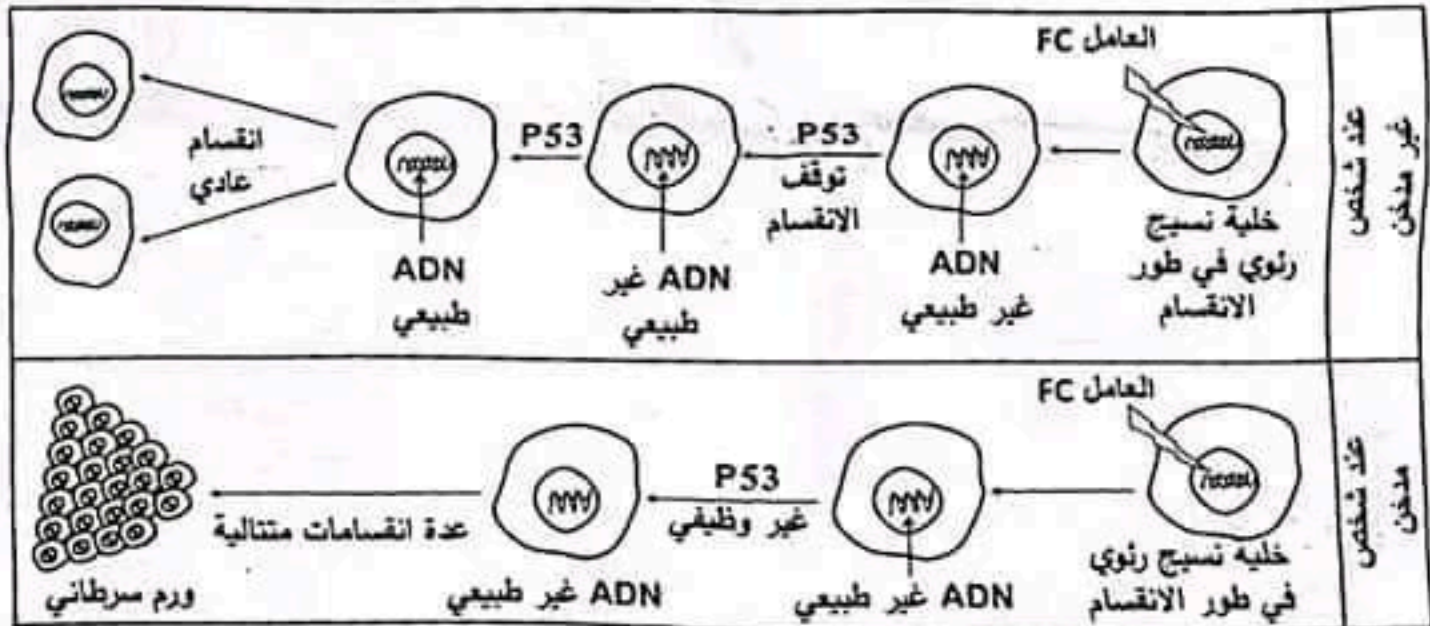 عند شخص
غير مدخن
العامل FC
خلية نسيج
رئوي في طور
الانقسام
ADN
غير طبيعي
P53
توقف
الانقسام
ADN غير
طبيعي
P53
ADN
طبيعي
انقسام
عادي
عند شخص
مدخن
العامل FC
خلية نسيج رئوي
في طور الانقسام
ADN غير طبيعي
P53
غير وظيفي
ADN غير طبيعي
عدة انقسامات متتالية
ورم سرطاني